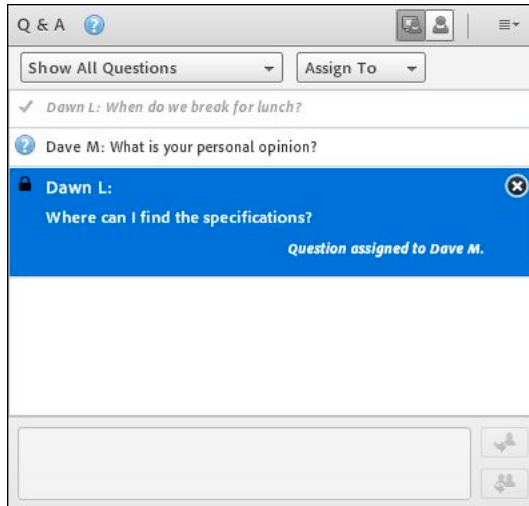 Q & A ?
Show All Questions Assign To
Dawn L: When do we break for lunch?
? Dave M: What is your personal opinion?
Dawn L:
Where can I find the specifications?
Question assigned to Dave M.